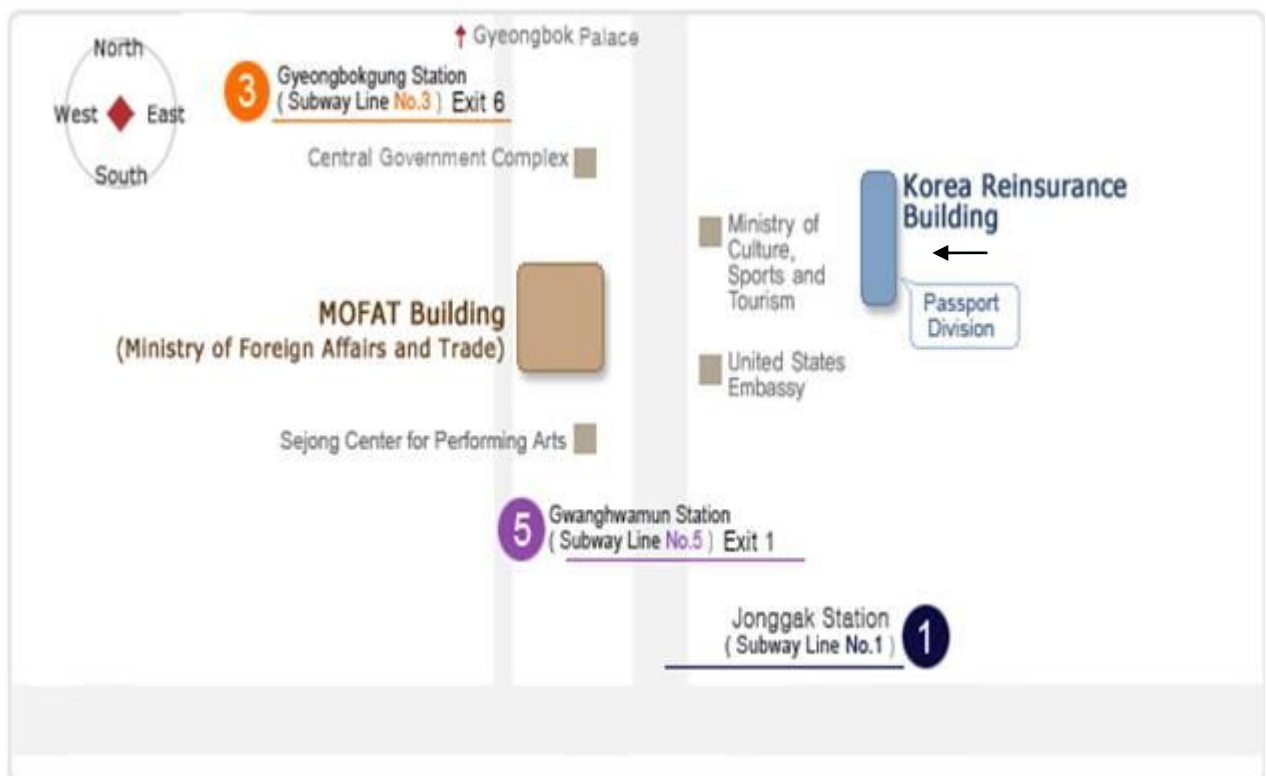 North
West
East
South
Gyeongbok Palace
3
Gyeongbokgung Station
( Subway Line No.3 ) Exit 6
Central Government Complex
Korea Reinsurance
Building
Ministry of
Culture,
Sports and
Tourism
Passport
Division
MOFAT Building
(Ministry of Foreign Affairs and Trade)
United States
Embassy
Sejong Center for Performing Arts
5
Gwanghwamun Station
( Subway Line No.5 ) Exit 1
Jonggak Station
( Subway Line No.1 )
1